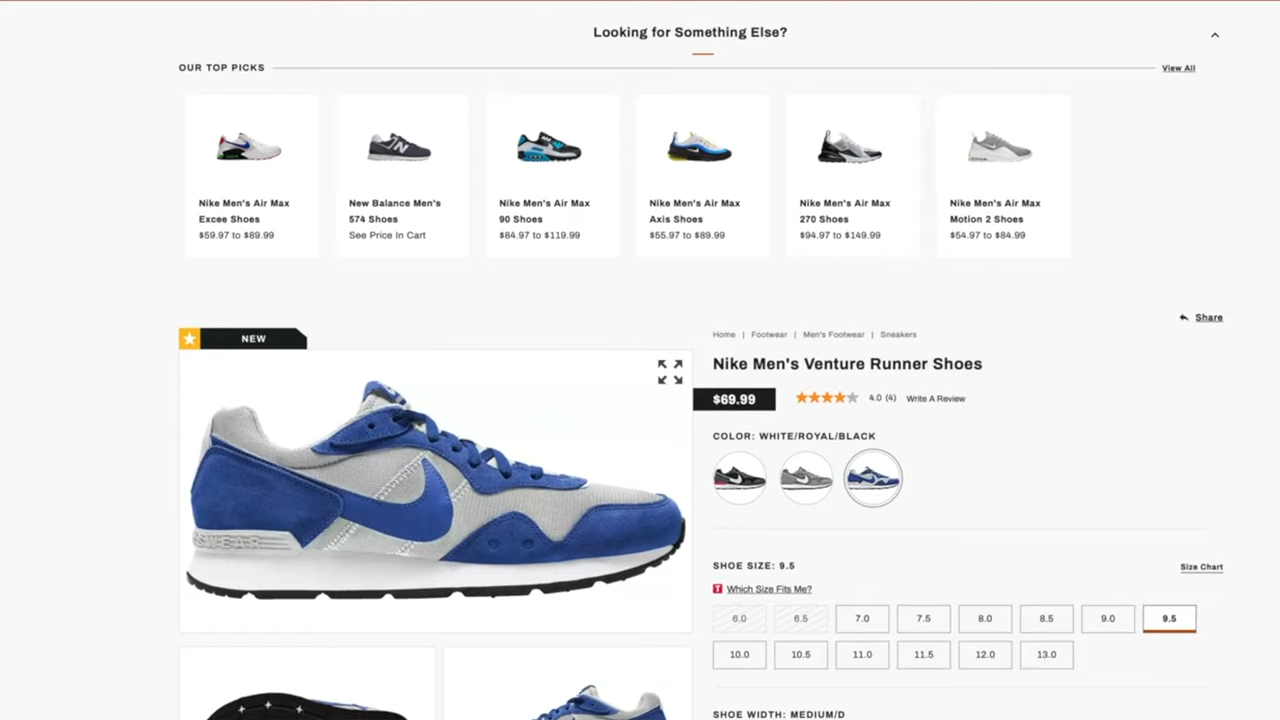 Looking for Something Else?
OUR TOP PICKS
View All
Nike Men's Air Max
Excee Shoes
$59.97 to $89.99
New Balance Men's
574 Shoes
See Price In Cart
Nike Men's Air Max
90 Shoes
$84.97 to $119.99
Nike Men's Air Max
Axis Shoes
$55.97 to $89.99
Nike Men's Air Max
270 Shoes
$94.97 to $149.99
Nike Men's Air Max
Motion 2 Shoes
$54.97 to $84.99
Share
NEW
Home | Footwear | Men's Footwear | Sneakers
Nike Men's Venture Runner Shoes
$69.99
4.0 (4) Write A Review
COLOR: WHITE/ROYAL/BLACK
SHOE SIZE: 9.5
Size Chart
T Which Size Fits Me?
6.0 6.5 7.0 7.5 8.0 8.5 9.0 9.5
10.0 10.5 11.0 11.5 12.0 13.0
SHOE WIDTH: MEDIUM/D